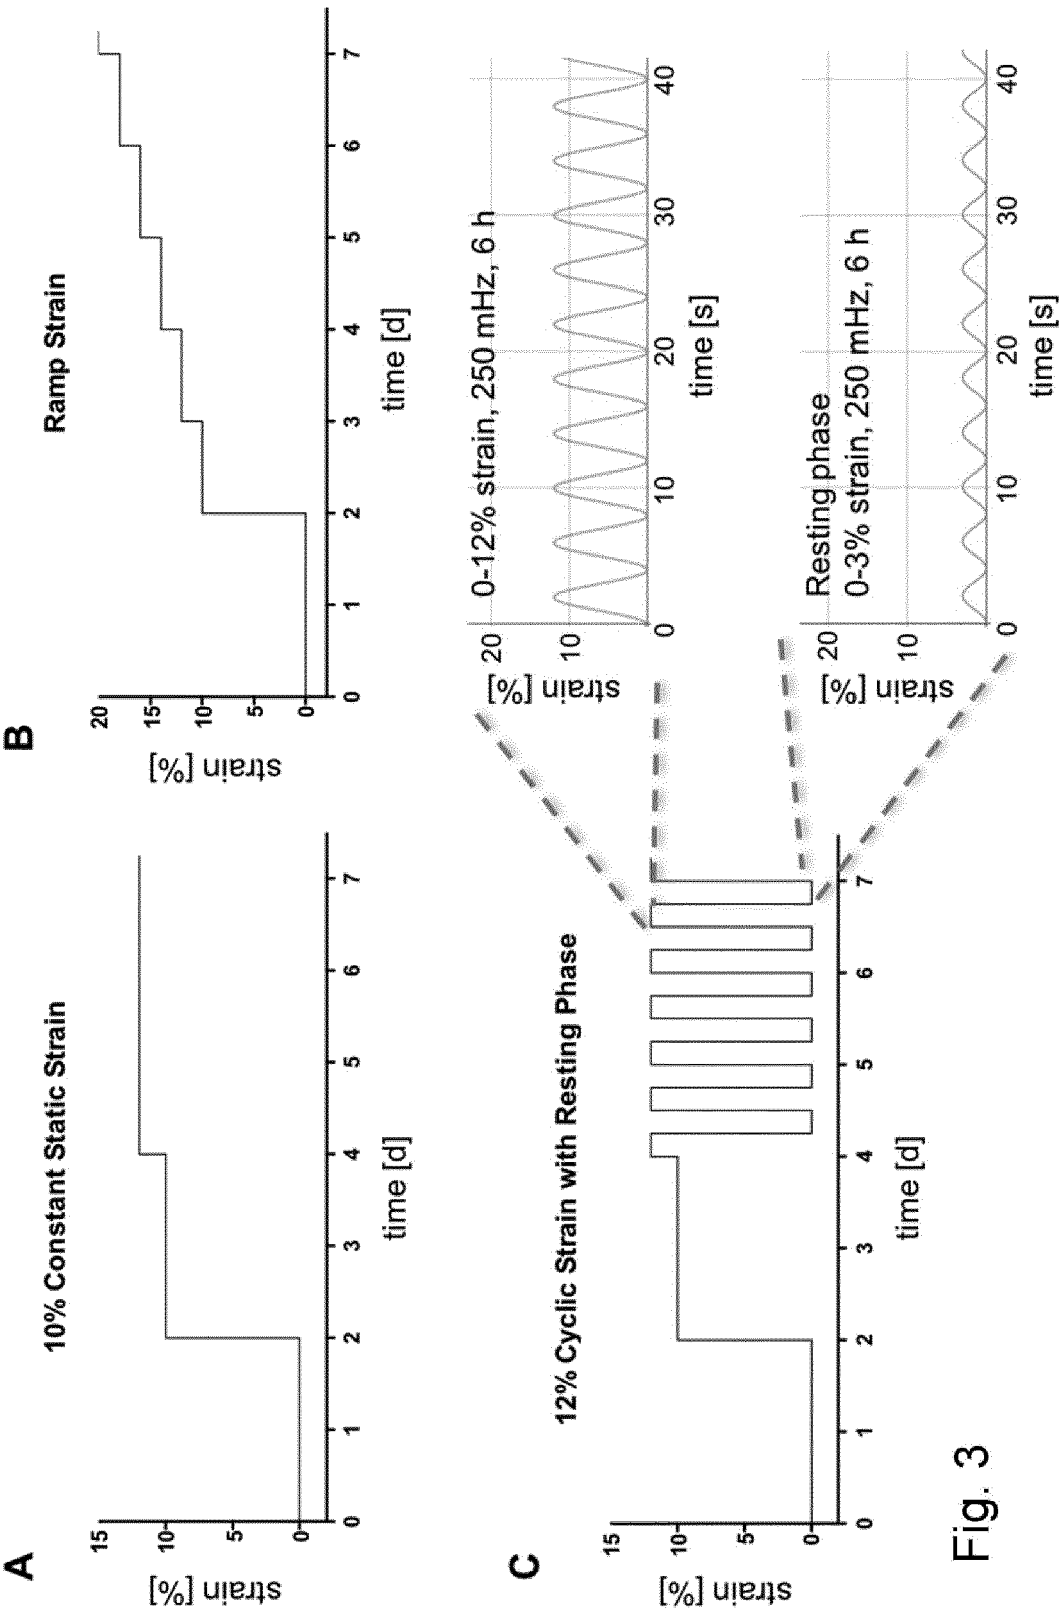 A
10% Constant Static Strain
strain [%]
15
10
5
0
0 1 2 3 4 5 6 7
time [d]
B
Ramp Strain
strain [%]
20
15
10
5
0
0 1 2 3 4 5 6 7
time [d]
C
12% Cyclic Strain with Resting Phase
strain [%]
15
10
5
0
0 1 2 3 4 5 6 7
time [d]
0-12% strain, 250 mHz, 6 h
strain [%]
20
10
0 10 20 30 40
time [s]
Resting phase
0-3% strain, 250 mHz, 6 h
strain [%]
20
10
0 10 20 30 40
time [s]
Fig. 3